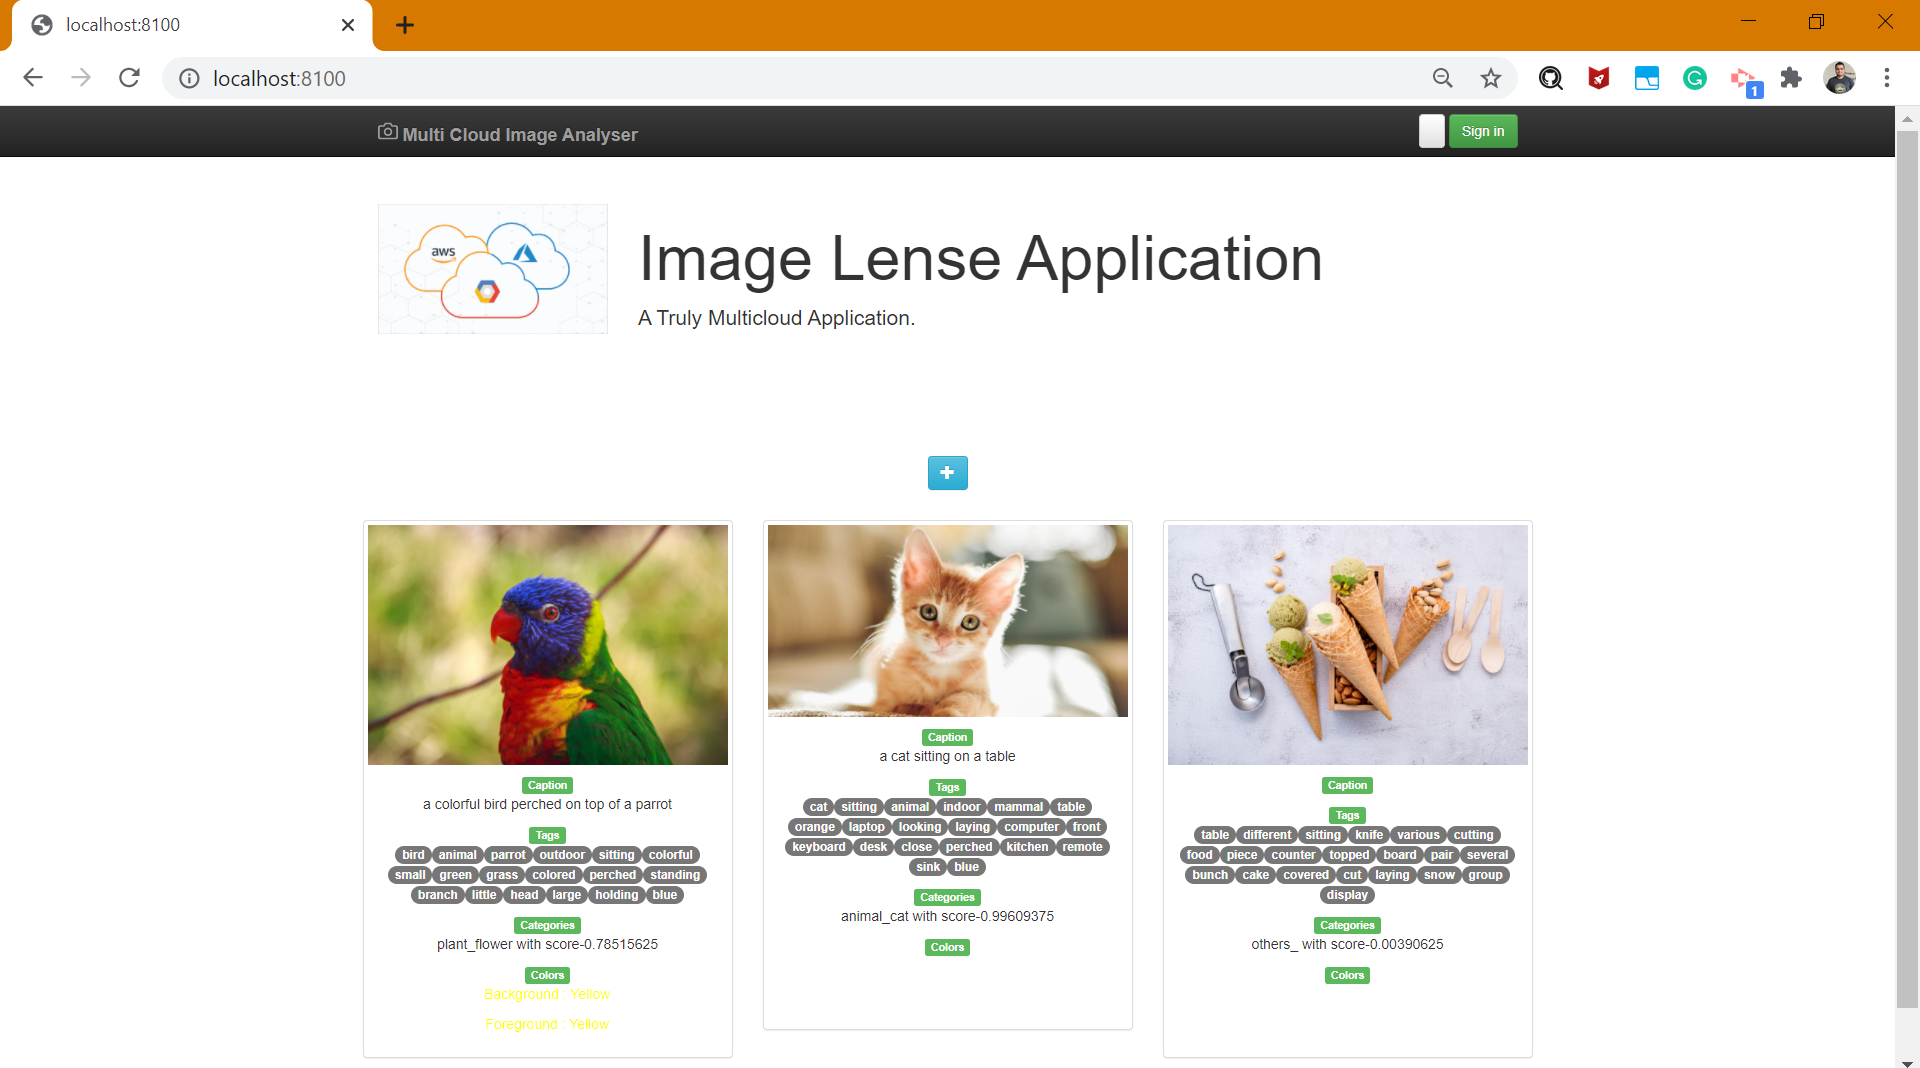 localhost:8100
localhost:8100
1
Multi Cloud Image Analyser
Sign in
aws
Image Lense Application
A Truly Multicloud Application.
Caption
a colorful bird perched on top of a parrot
Tags
bird animal parrot outdoor sitting colorful
small green grass colored perched standing
branch little head large holding blue
Categories
plant_flower with score-0.78515625
Colors
Background : Yellow
Foreground : Yellow
Caption
a cat sitting on a table
Tags
cat sitting animal indoor mammal table
orange laptop looking laying computer front
keyboard desk close perched kitchen remote
sink blue
Categories
animal_cat with score-0.99609375
Colors
Caption
Tags
table different sitting knife various cutting
food piece counter topped board pair several
bunch cake covered cut laying snow group
display
Categories
others_ with score-0.00390625
Colors